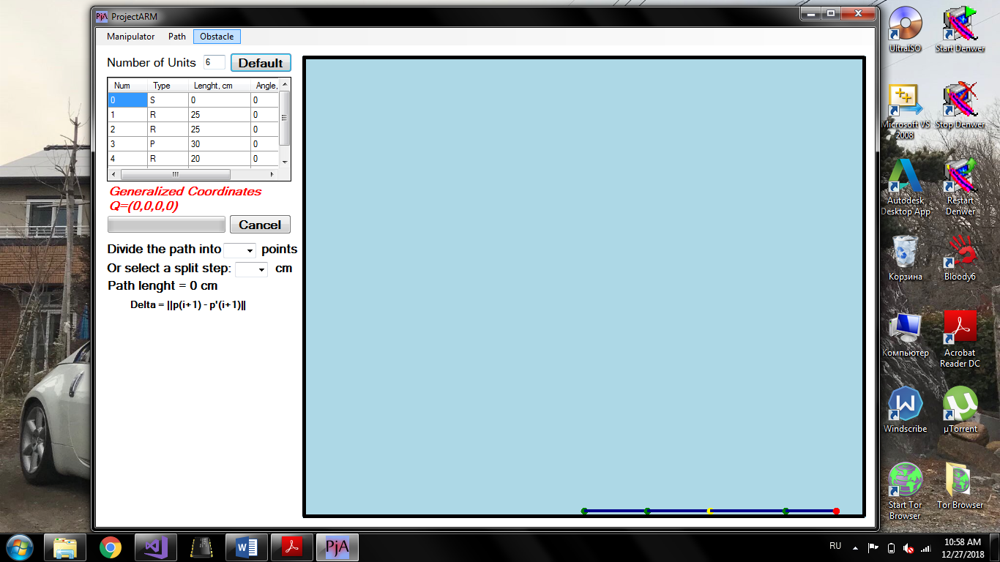 PjA ProjectARM
Manipulator Path Obstacle
Number of Units 6 Default
Num Type Lenght, cm Angle,
0 S 0 0
1 R 25 0
2 R 25 0
3 P 30 0
4 R 20 0
Generalized Coordinates
Q=(0,0,0,0)
Cancel
Divide the path into points
Or select a split step: cm
Path lenght = 0 cm
Delta = ||p(i+1) - p'(i+1)||
UltraISO
Start Denwer
Microsoft VS
2008
Stop Denwer
Autodesk
Desktop App
Restart
Denwer
Корзина
Bloody6
Компьютер
Acrobat
Reader DC
Windscribe
µTorrent
Start Tor
Browser
Tor Browser
PjA
RU
10:58 AM
12/27/2018